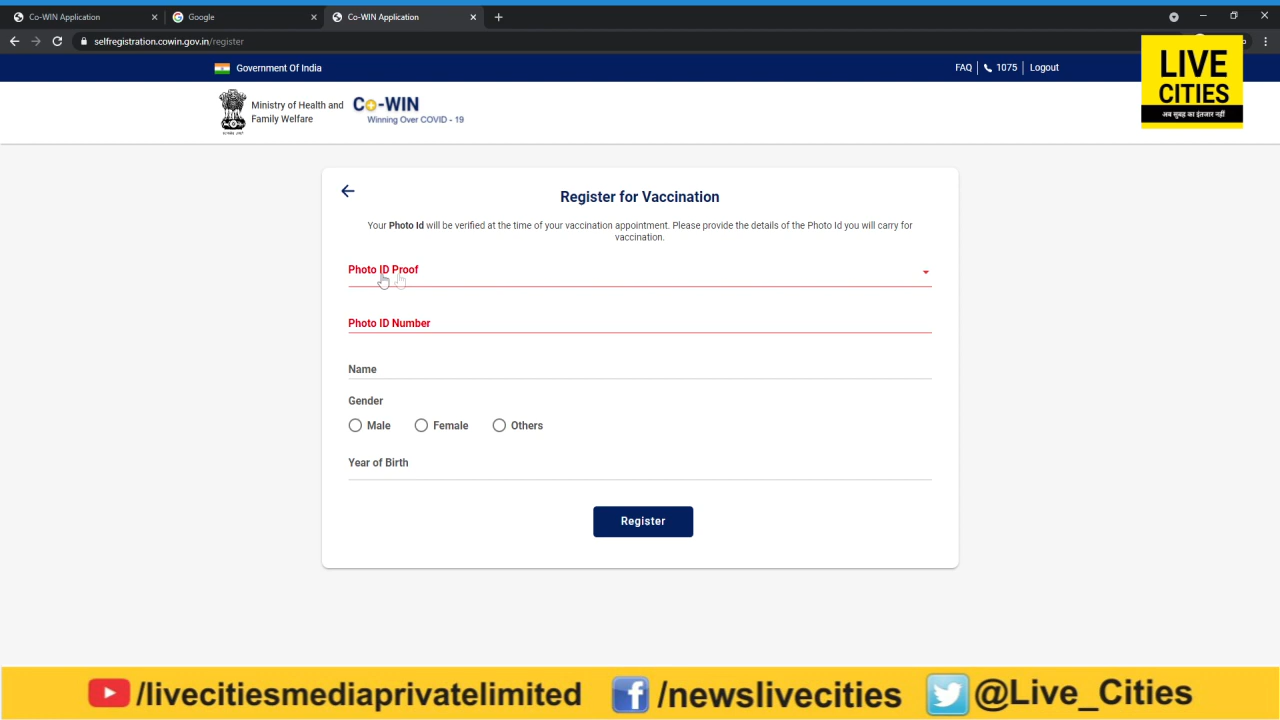 Co-WIN Application
Google
Co-WIN Application
selfregistration.cowin.gov.in/register
Government Of India
FAQ
1075
Logout
LIVE
CITIES
अब सुबह का इंतजार नहीं
Ministry of Health and
Family Welfare
Co-WIN
Winning Over COVID - 19
Register for Vaccination
Your Photo Id will be verified at the time of your vaccination appointment. Please provide the details of the Photo Id you will carry for
vaccination.
Photo ID Proof
Photo ID Number
Name
Gender
Male
Female
Others
Year of Birth
Register
/livecitiesmediaprivatelimited
/newslivecities
@Live_Cities